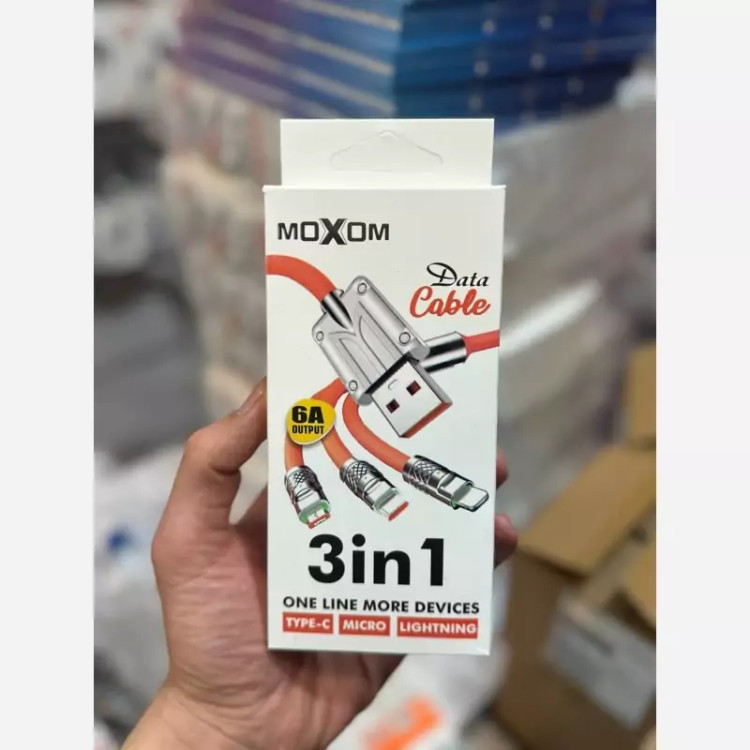 MOXOM
Data
Cable
6A
OUTPUT
3in1
ONE LINE MORE DEVICES
TYPE-C MICRO LIGHTNING